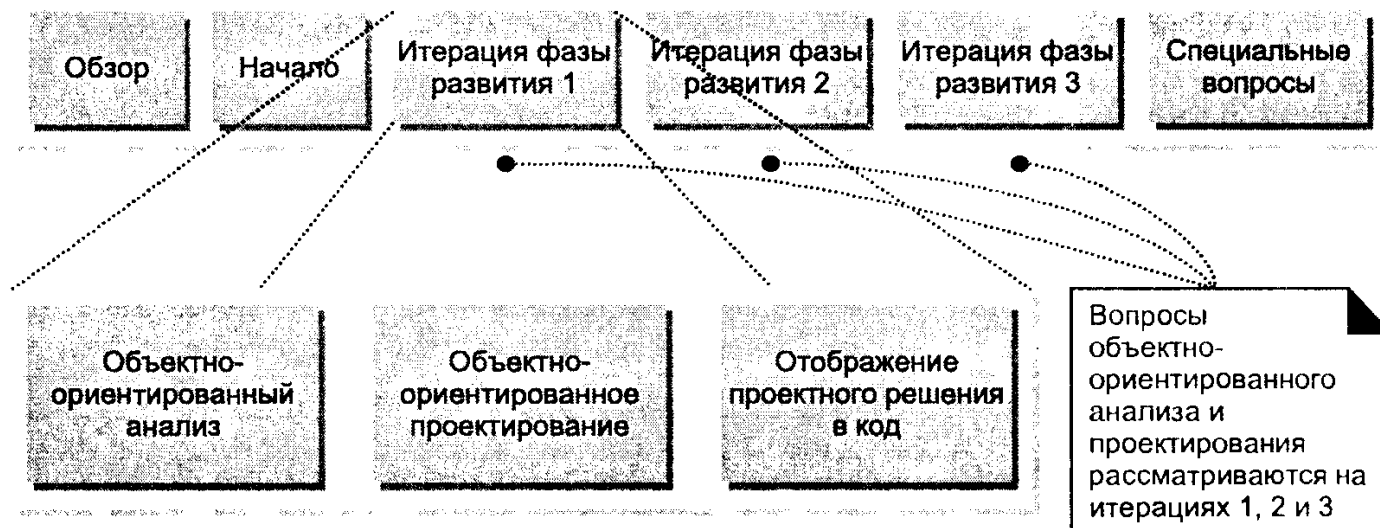 Обзор
Начало
Итерация фазы
развития 1
Итерация фазы
развития 2
Итерация фазы
развития 3
Специальные
вопросы
Объектно-
ориентированный
анализ
Объектно-
ориентированное
проектирование
Отображение
проектного решения
в код
Вопросы
объектно-
ориентированного
анализа и
проектирования
рассматриваются на
итерациях 1, 2 и 3